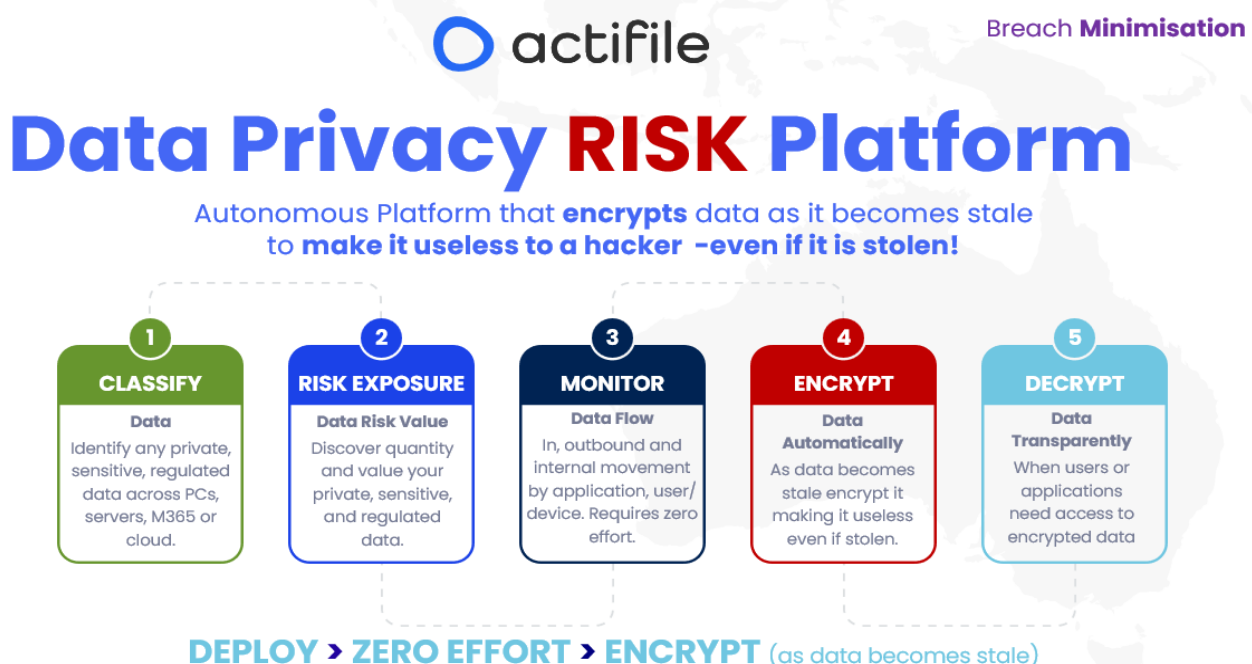 actifile
Breach Minimisation
Data Privacy RISK Platform
Autonomous Platform that encrypts data as it becomes stale
to make it useless to a hacker -even if it is stolen!
1
CLASSIFY
Data
Identify any private,
sensitive, regulated
data across PCs,
servers, M365 or
cloud.
2
RISK EXPOSURE
Data Risk Value
Discover quantity
and value your
private, sensitive,
and regulated
data.
3
MONITOR
Data Flow
In, outbound and
internal movement
by application, user/
device. Requires zero
effort.
4
ENCRYPT
Data
Automatically
As data becomes
stale encrypt it
making it useless
even if stolen.
5
DECRYPT
Data
Transparently
When users or
applications
need access to
encrypted data
DEPLOY > ZERO EFFORT > ENCRYPT (as data becomes stale)